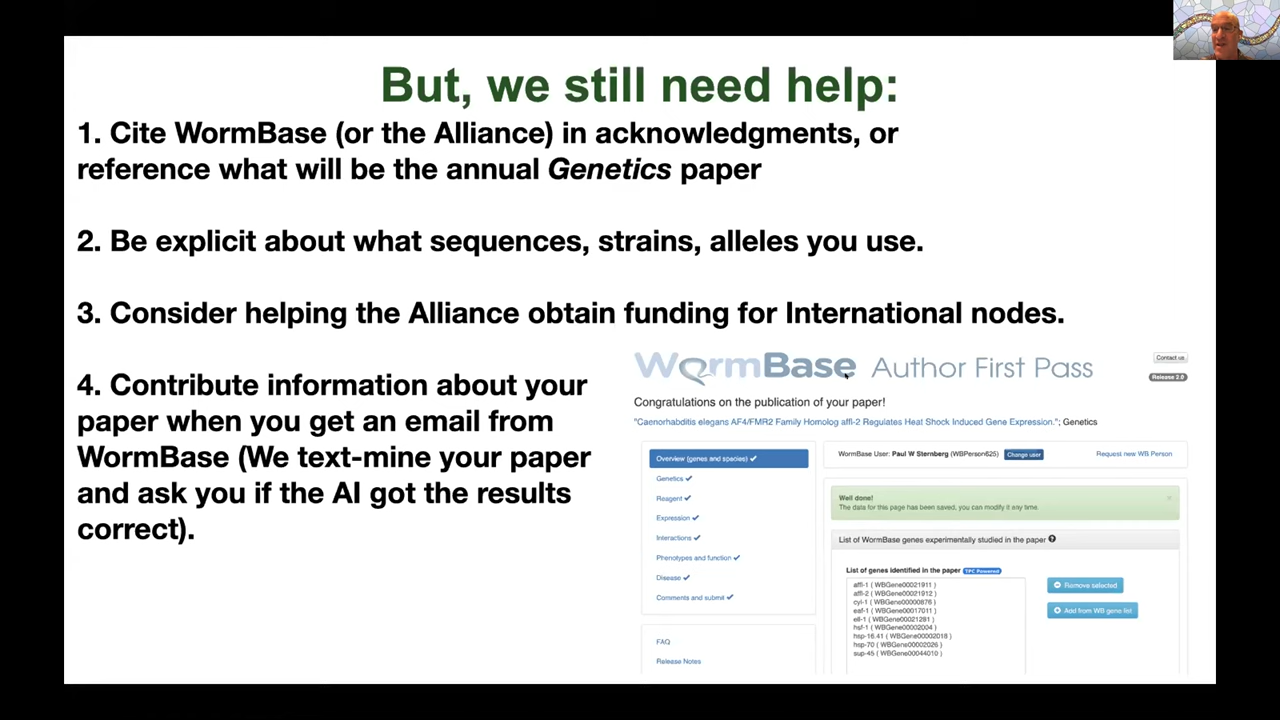 But, we still need help:
1. Cite WormBase (or the Alliance) in acknowledgments, or
reference what will be the annual Genetics paper
2. Be explicit about what sequences, strains, alleles you use.
3. Consider helping the Alliance obtain funding for International nodes.
4. Contribute information about your
paper when you get an email from
WormBase (We text-mine your paper
and ask you if the AI got the results
correct).
WormBase Author First Pass
Contact us
Release 2.0
Congratulations on the publication of your paper!
"Caenorhabditis elegans AF4/FMR2 Family Homolog affl-2 Regulates Heat Shock Induced Gene Expression."; Genetics
Overview (genes and species)
Genetics
Reagent
Expression
Interactions
Phenotypes and function
Disease
Comments and submit
FAQ
Release Notes
WormBase User: Paul W Sternberg (WBPerson625) Change user
Request new WB Person
Well done!
The data for this page has been saved, you can modify it any time.
List of WormBase genes experimentally studied in the paper
List of genes identified in the paper TPC Powered
affl-1 ( WBGene00021911 )
affl-2 ( WBGene00021912 )
cyl-1 ( WBGene00000876 )
eaf-1 ( WBGene00017011 )
ell-1 ( WBGene00021281 )
hsf-1 ( WBGene00002004 )
hsp-16.41 ( WBGene00002018 )
hsp-70 ( WBGene00002026 )
sup-45 ( WBGene00044010 )
Remove selected
Add from WB gene list